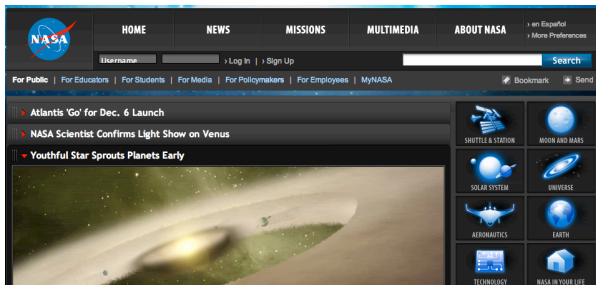 NASA
HOME NEWS MISSIONS MULTIMEDIA ABOUT NASA
› en Español
› More Preferences
Username › Log In | › Sign Up Search
For Public | For Educators | For Students | For Media | For Policymakers | For Employees | MyNASA Bookmark Send
Atlantis 'Go' for Dec. 6 Launch
NASA Scientist Confirms Light Show on Venus
Youthful Star Sprouts Planets Early
SHUTTLE & STATION MOON AND MARS
SOLAR SYSTEM UNIVERSE
AERONAUTICS EARTH
TECHNOLOGY NASA IN YOUR LIFE